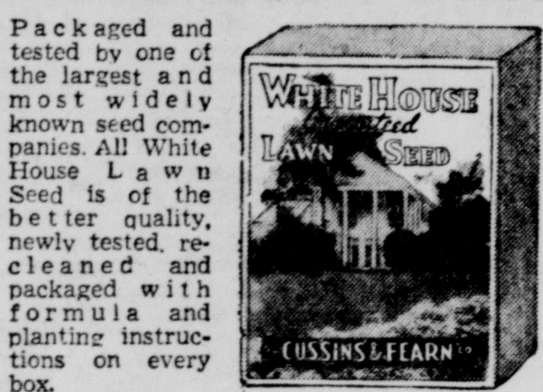 Packaged and
tested by one of
the largest and
most widely
known seed com-
panies. All White
House Lawn
Seed is of the
better quality,
newly tested, re-
cleaned and
packaged with
formula and
planting instruc-
tions on every
box.
WHITE HOUSE
Guaranteed
LAWN SEED
CUSSINS & FEARN CO